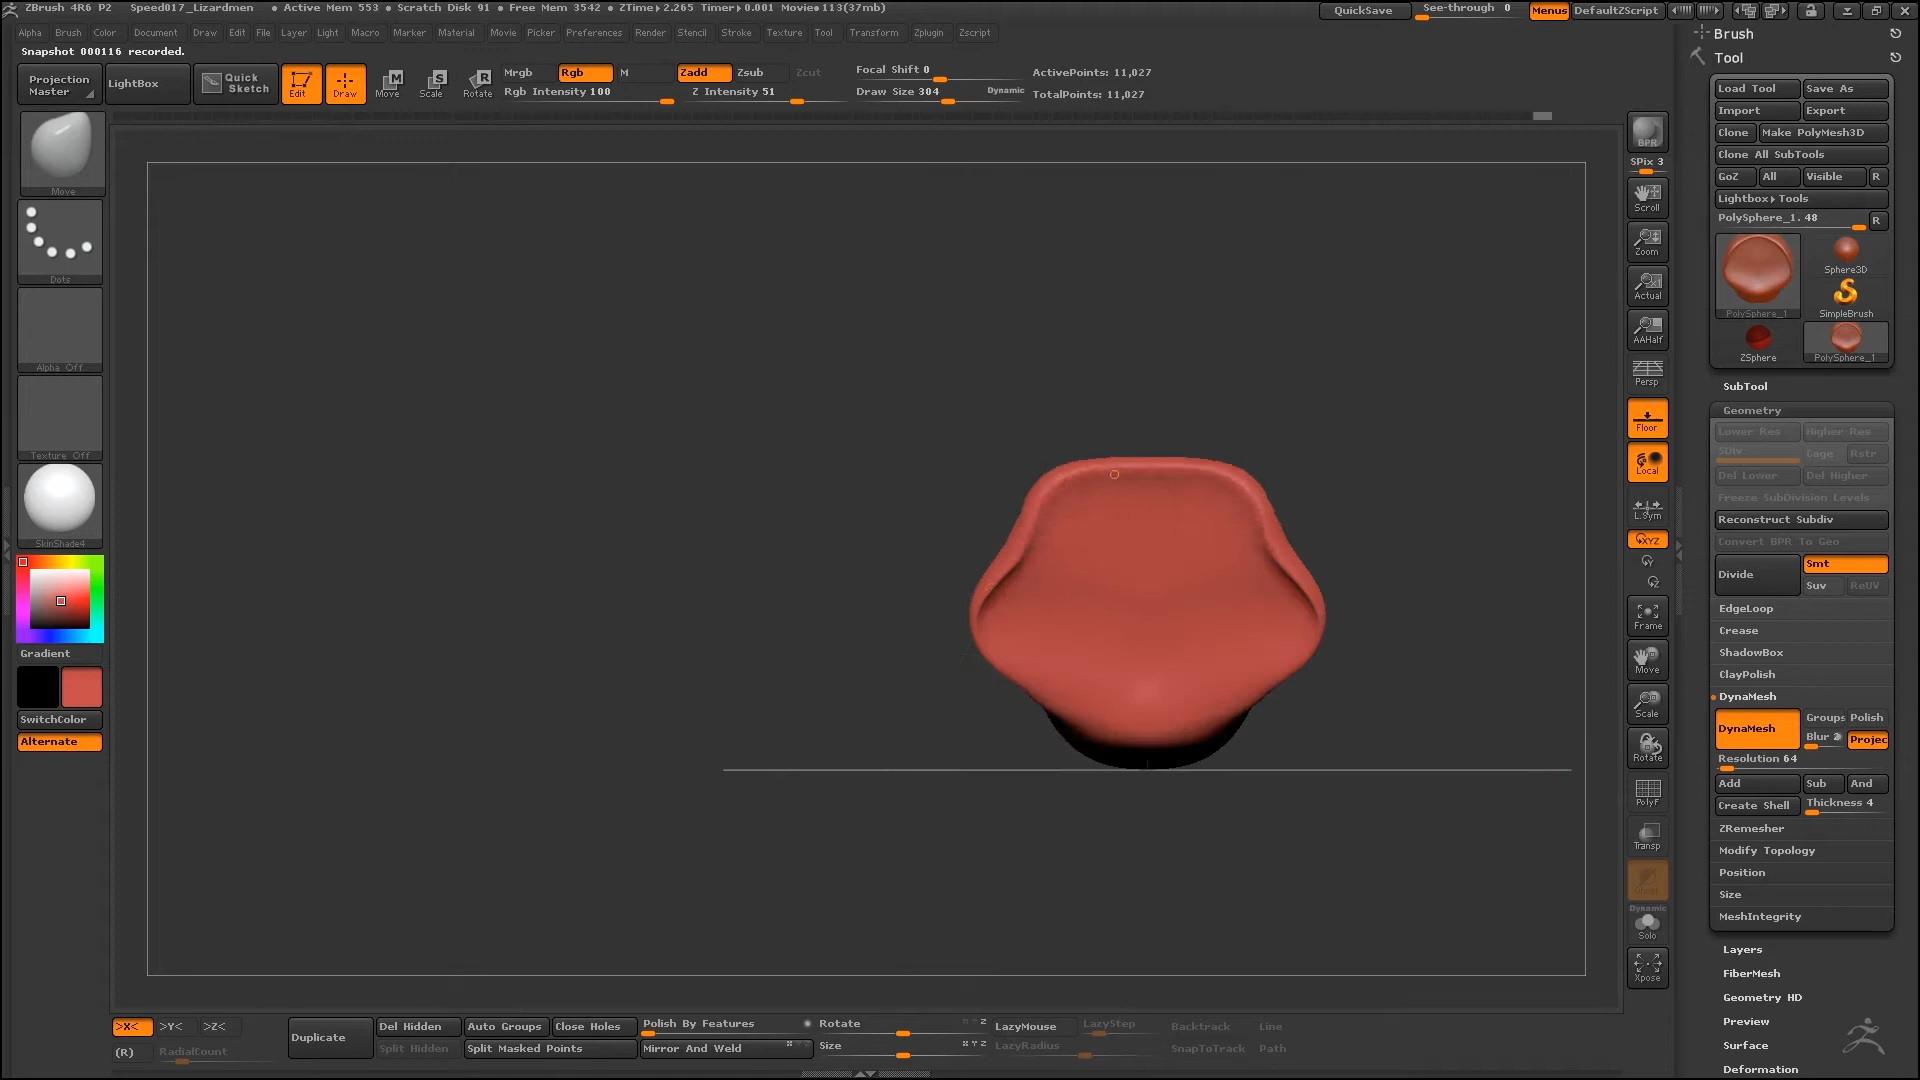 ZBrush 4R6 P2 Speed017_Lizardmen • Active Mem 553 • Scratch Disk 91 • Free Mem 3542 • ZTime▸2.265 Timer▸0.001 Movie•113(37mb) QuickSave See-through 0 Menus DefaultZScript
Alpha Brush Color Document Draw Edit File Layer Light Macro Marker Material Movie Picker Preferences Render Stencil Stroke Texture Tool Transform Zplugin Zscript
Snapshot 000116 recorded.
Projection Master
LightBox
Quick Sketch
Edit Draw Move Scale Rotate
M S R
Mrgb Rgb M Zadd Zsub Zcut
Rgb Intensity 100 Z Intensity 51
Focal Shift 0
Draw Size 304 Dynamic
ActivePoints: 11,027
TotalPoints: 11,027
Move
Dots
Alpha Off
Texture Off
SkinShade4
Gradient
SwitchColor
Alternate
BPR
SPix 3
Scroll
Zoom
Actual
AAHalf
Persp
Floor
Local
L.Sym
XYZ
Y
Z
Frame
Move
Scale
Rotate
PolyF
Transp
Ghost
Dynamic
Solo
Xpose
Brush
Tool
Load Tool Save As
Import Export
Clone Make PolyMesh3D
Clone All SubTools
GoZ All Visible R
Lightbox▸Tools
PolySphere_1. 48 R
Sphere3D
PolySphere_1 SimpleBrush
ZSphere PolySphere_1
SubTool
Geometry
Lower Res Higher Res
SDiv Cage Rstr
Del Lower Del Higher
Freeze SubDivision Levels
Reconstruct Subdiv
Convert BPR To Geo
Divide Smt
Suv ReUV
EdgeLoop
Crease
ShadowBox
ClayPolish
DynaMesh
DynaMesh Groups Polish
Blur 2 Projec
Resolution 64
Add Sub And
Create Shell Thickness 4
ZRemesher
Modify Topology
Position
Size
MeshIntegrity
Layers
FiberMesh
Geometry HD
Preview
Surface
Deformation
>X< >Y< >Z<
(R) RadialCount
Duplicate
Del Hidden Auto Groups Close Holes Polish By Features Rotate LazyMouse LazyStep Backtrack Line
Split Hidden Split Masked Points Mirror And Weld Size X Y Z LazyRadius SnapToTrack Path